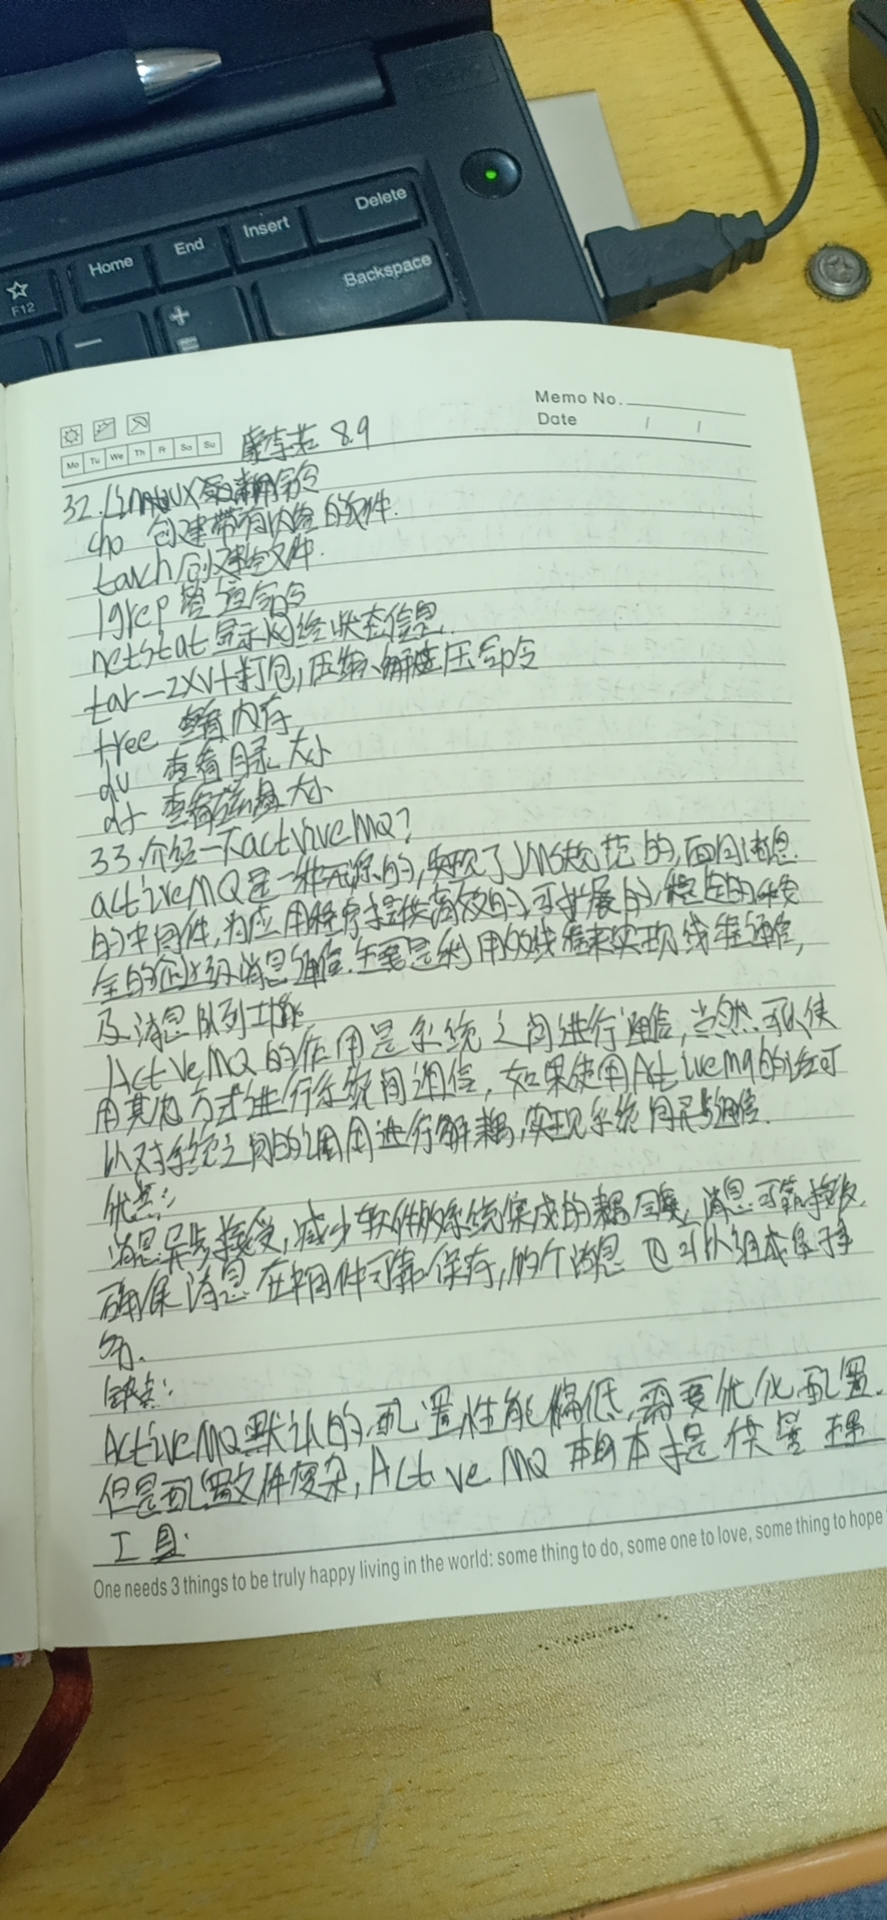 Delete
Insert
End
Home
Backspace
F12
Memo No.
Date / /
Mo Tu We Th Fr Sa Su
8.9
32.Linux常用命令
cho 创建带有内容的文件.
toxch 创建空文件.
1grep 管道命令
netstat 显示网络状态信息.
tar-zxvf打包,压缩、解压命令
free 查看内存
du 查看目录大小
df 查看磁盘大小
33.介绍一下activiveMQ?
activeMQ是一种开源的,实现了JMS规范的,面向消息
的中间件,为应用程序提供高效的,可扩展的,稳定的安
全的企业级消息通信.主要是利用 来实现线程通信,
及消息队列功能
ActiveMQ的作用是系统之间进行通信,当然可以使
用其他方式进行系统间通信,如果使用ActiveMq的话可
以对系统之间的调用进行解耦,实现系统间异步通信.
优点:
消息异步接受,减少软件的系统集成的耦合度,消息可靠接收,
确保消息在中间件可靠保存,的个消息也可以组成原子事
务.
缺点:
ActiveMQ默认的配置性能偏低,需要优化配置.
但是配置文件复杂,ActiveMQ本身本提供管理
工具.
One needs 3 things to be truly happy living in the world: some thing to do, some one to love, some thing to hope